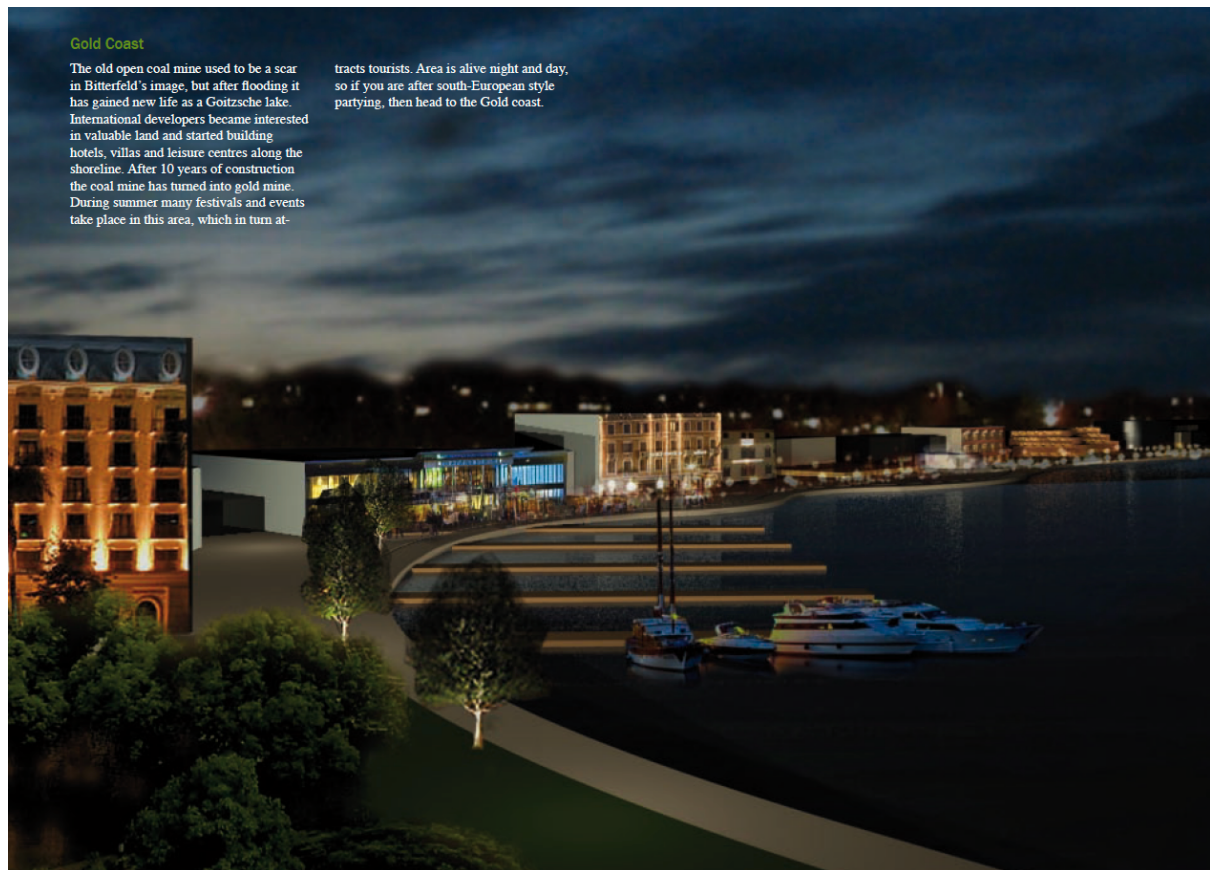 Gold Coast
The old open coal mine used to be a scar
in Bitterfeld's image, but after flooding it
has gained new life as a Goitzsche lake.
International developers became interested
in valuable land and started building
hotels, villas and leisure centres along the
shoreline. After 10 years of construction
the coal mine has turned into gold mine.
During summer many festivals and events
take place in this area, which in turn at-
tracts tourists. Area is alive night and day,
so if you are after south-European style
partying, then head to the Gold coast.